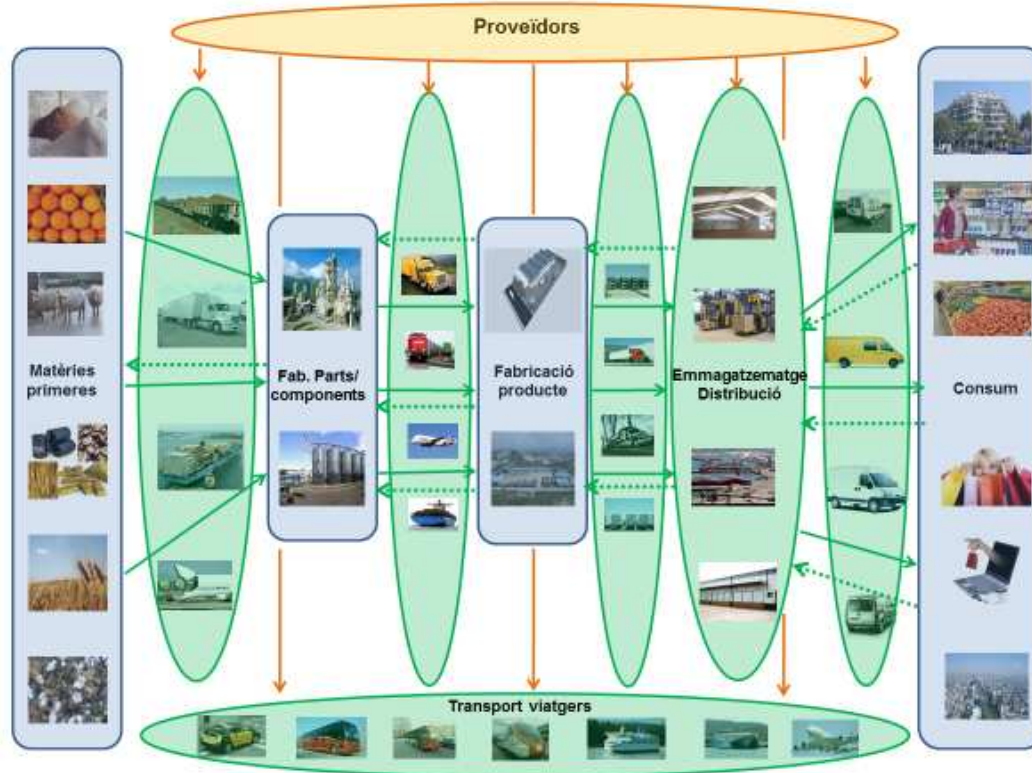 Proveïdors
Matèries
primeres
Fab. Parts/
components
Fabricació
producte
Emmagatzematge
Distribució
Consum
Transport viatgers